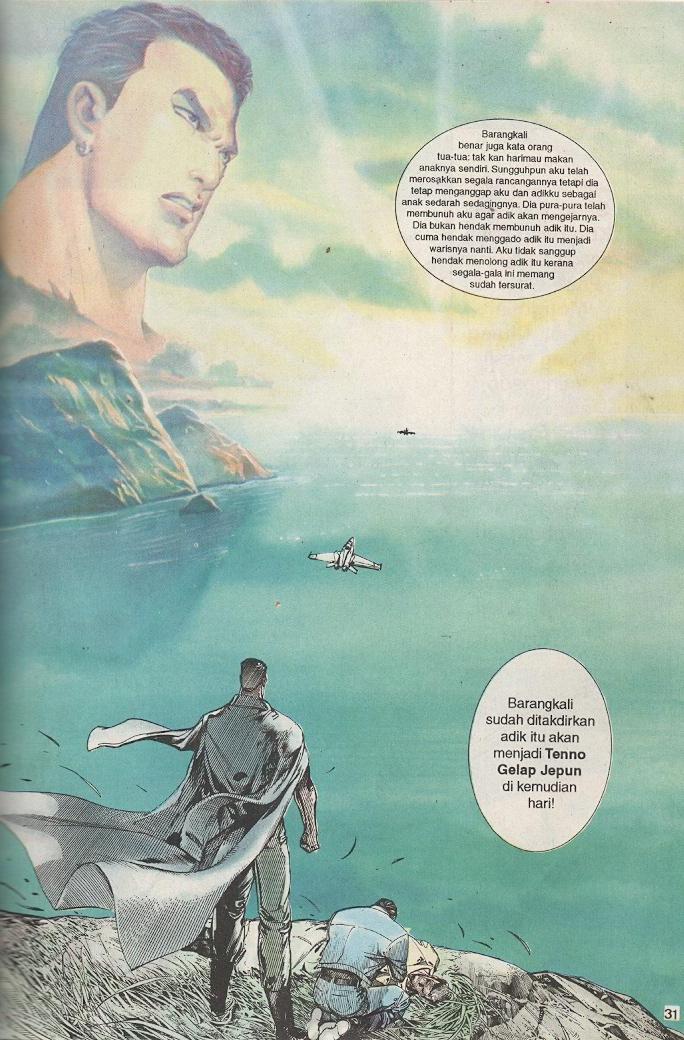 Barangkali
benar juga kata orang
tua-tua: tak kan harimau makan
anaknya sendiri. Sungguhpun aku telah
merosakkan segala rancangannya tetapi dia
tetap menganggap aku dan adikku sebagai
anak sedarah sedagingnya. Dia pura-pura telah
membunuh aku agar adik akan mengejarnya.
Dia bukan hendak membunuh adik itu. Dia
cuma hendak menggado adik itu menjadi
warisnya nanti. Aku tidak sanggup
hendak menolong adik itu kerana
segala-gala ini memang
sudah tersurat.
Barangkali
sudah ditakdirkan
adik itu akan
menjadi Tenno
Gelap Jepun
di kemudian
hari!
31